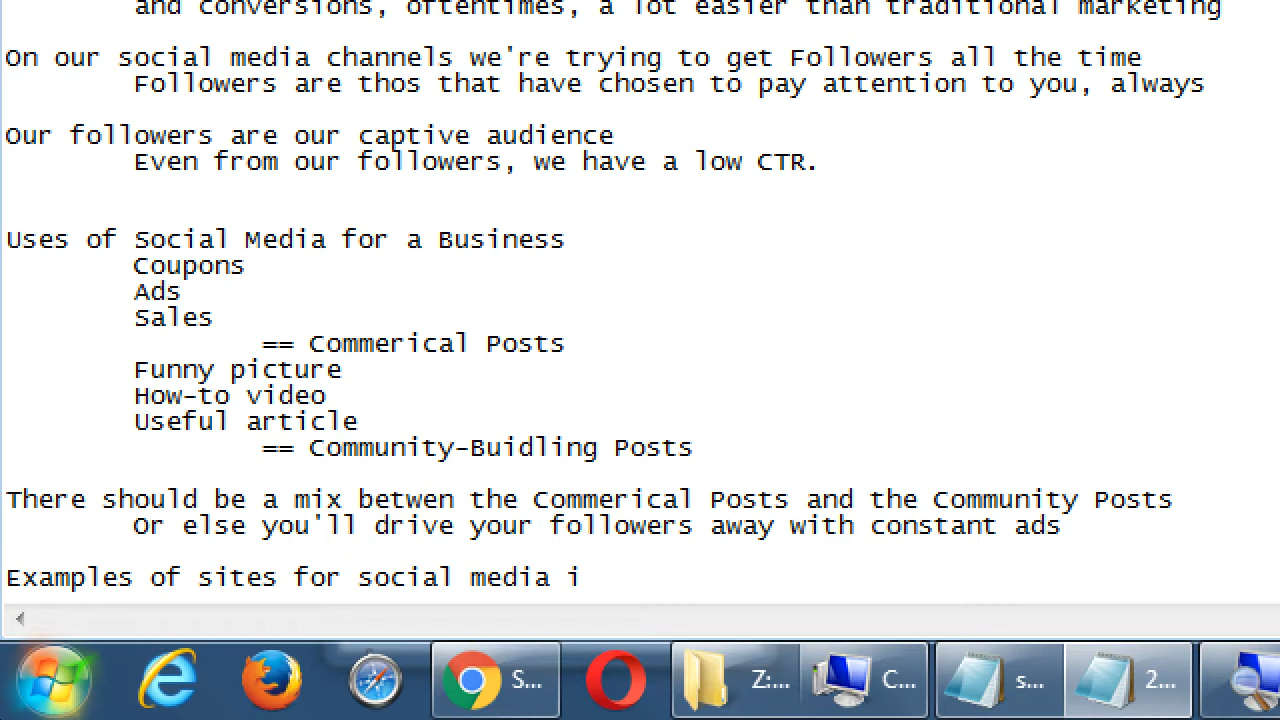 and conversions, oftentimes, a lot easier than traditional marketing
On our social media channels we're trying to get Followers all the time
Followers are thos that have chosen to pay attention to you, always
Our followers are our captive audience
Even from our followers, we have a low CTR.
Uses of Social Media for a Business
Coupons
Ads
Sales
== Commerical Posts
Funny picture
How-to video
Useful article
== Community-Buidling Posts
There should be a mix betwen the Commerical Posts and the Community Posts
Or else you'll drive your followers away with constant ads
Examples of sites for social media i
S... Z:... C... s... 2...